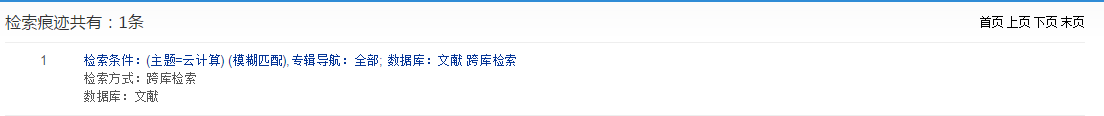 检索痕迹共有：1条
首页 上页 下页 末页
1
检索条件：(主题=云计算) (模糊匹配),专辑导航：全部; 数据库：文献 跨库检索
检索方式：跨库检索
数据库：文献